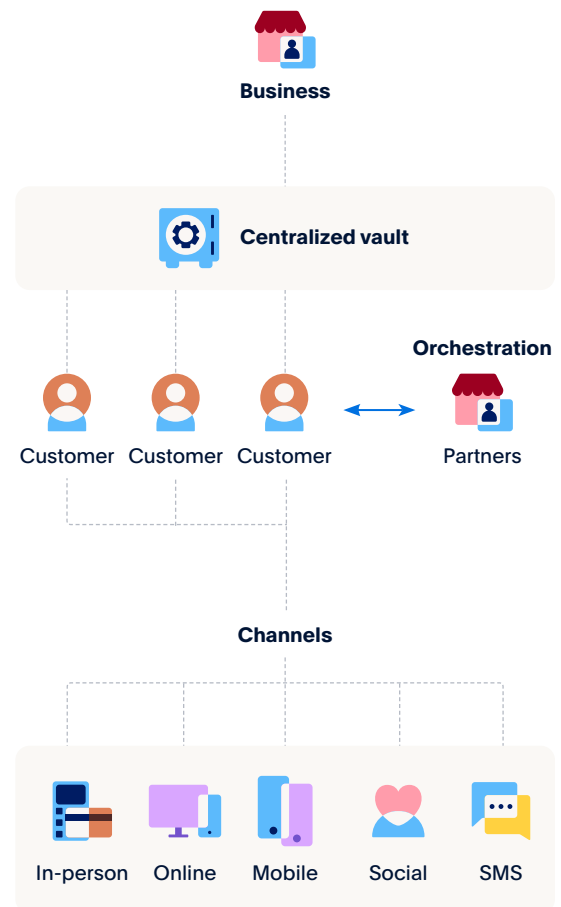 Business
Centralized vault
Orchestration
Customer Customer Customer Partners
Channels
In-person Online Mobile Social SMS